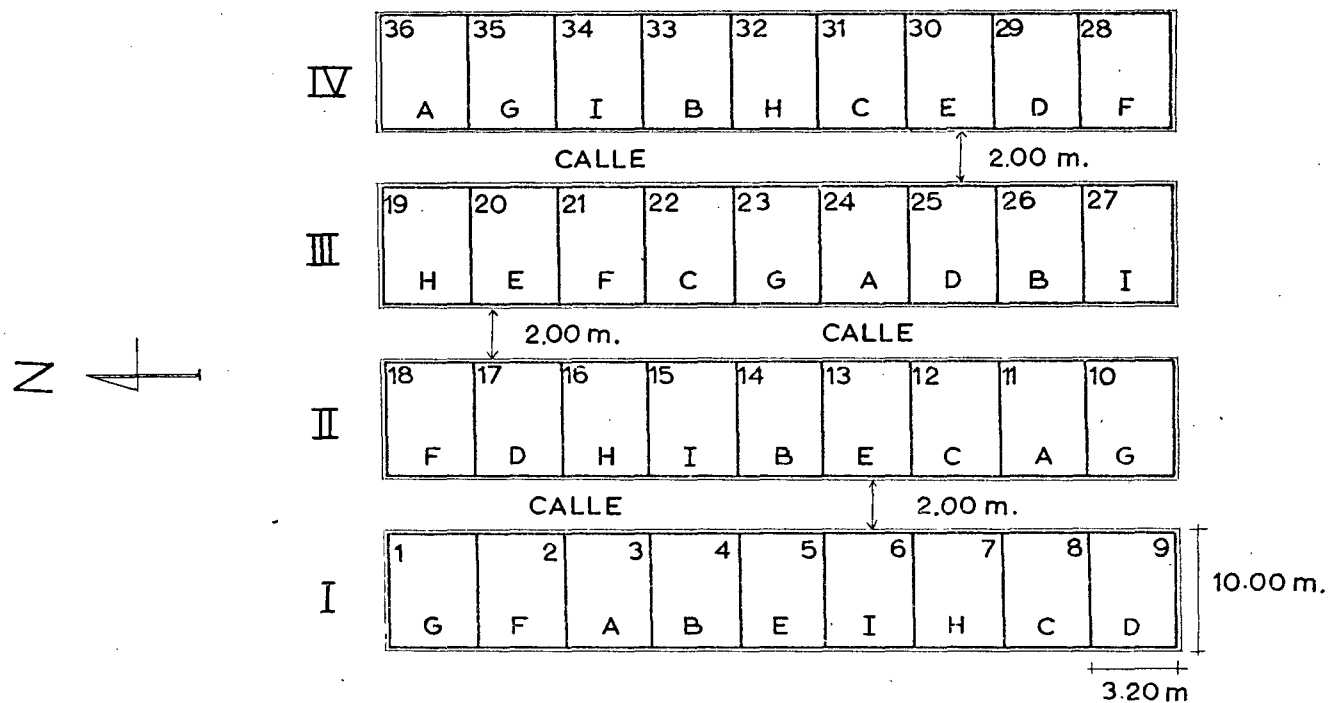 36 35 34 33 32 31 30 29 28
IV
A G I B H C E D F
CALLE 2.00 m.
19 20 21 22 23 24 25 26 27
III
H E F C G A D B I
2.00 m. CALLE
N
18 17 16 15 14 13 12 11 10
II
F D H I B E C A G
CALLE 2.00 m.
1 2 3 4 5 6 7 8 9
10.00 m.
I
G F A B E I H C D
3.20 m